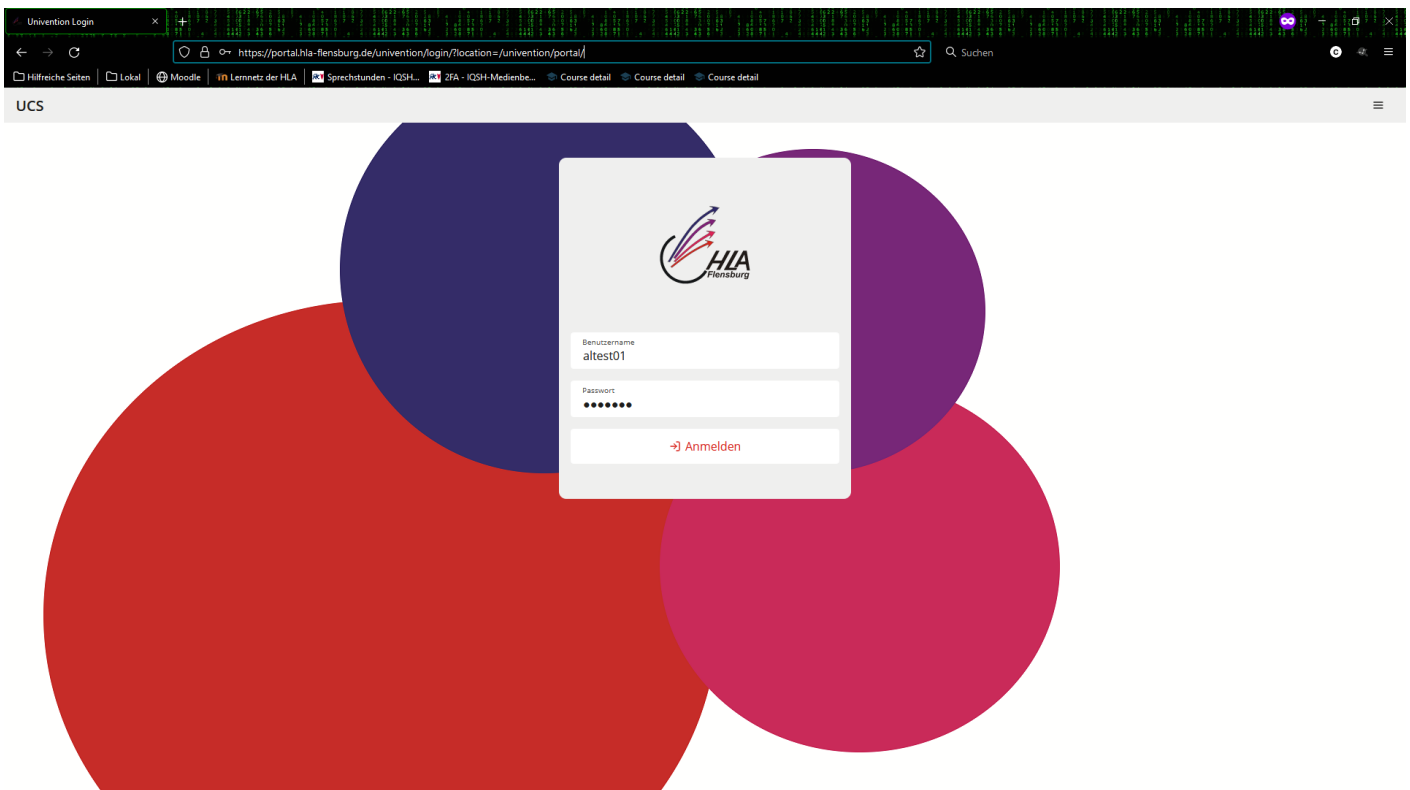 Univention Login
https://portal.hla-flensburg.de/univention/login/?location=/univention/portal/
Suchen
Hilfreiche Seiten
Lokal
Moodle
Lernnetz der HLA
Sprechstunden - IQSH...
2FA - IQSH-Medienbe...
Course detail
Course detail
Course detail
UCS
HLA
Flensburg
Benutzername
altest01
Passwort
•••••••
Anmelden